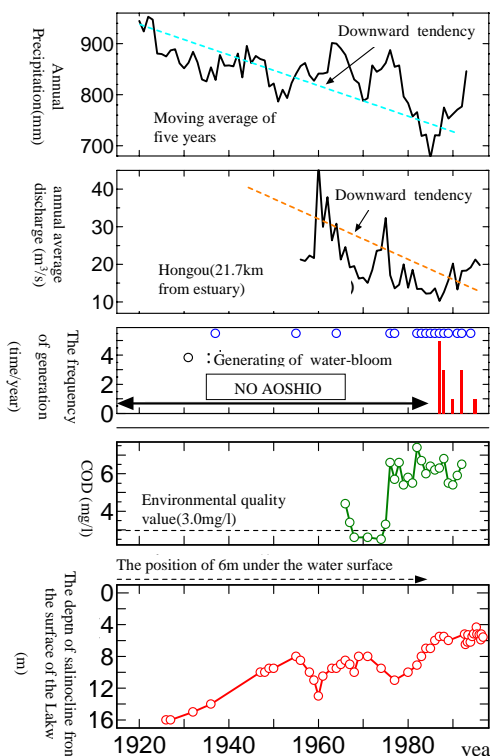 Annual
Precipitation(mm)
900
800
700
Downward tendency
Moving average of
five years
annual average
discharge (m³/s)
40
30
20
10
Downward tendency
Hongou(21.7km
from estuary)
The frequency
of generation
(time/year)
4
2
0
: Generating of water-bloom
NO AOSHIO
COD (mg/l)
6
4
Environmental quality
value(3.0mg/l)
The position of 6m under the water surface
The depm of salinocline from
the surface of the Lakw
(m)
0
4
8
12
16
1920
1940
1960
1980
yea